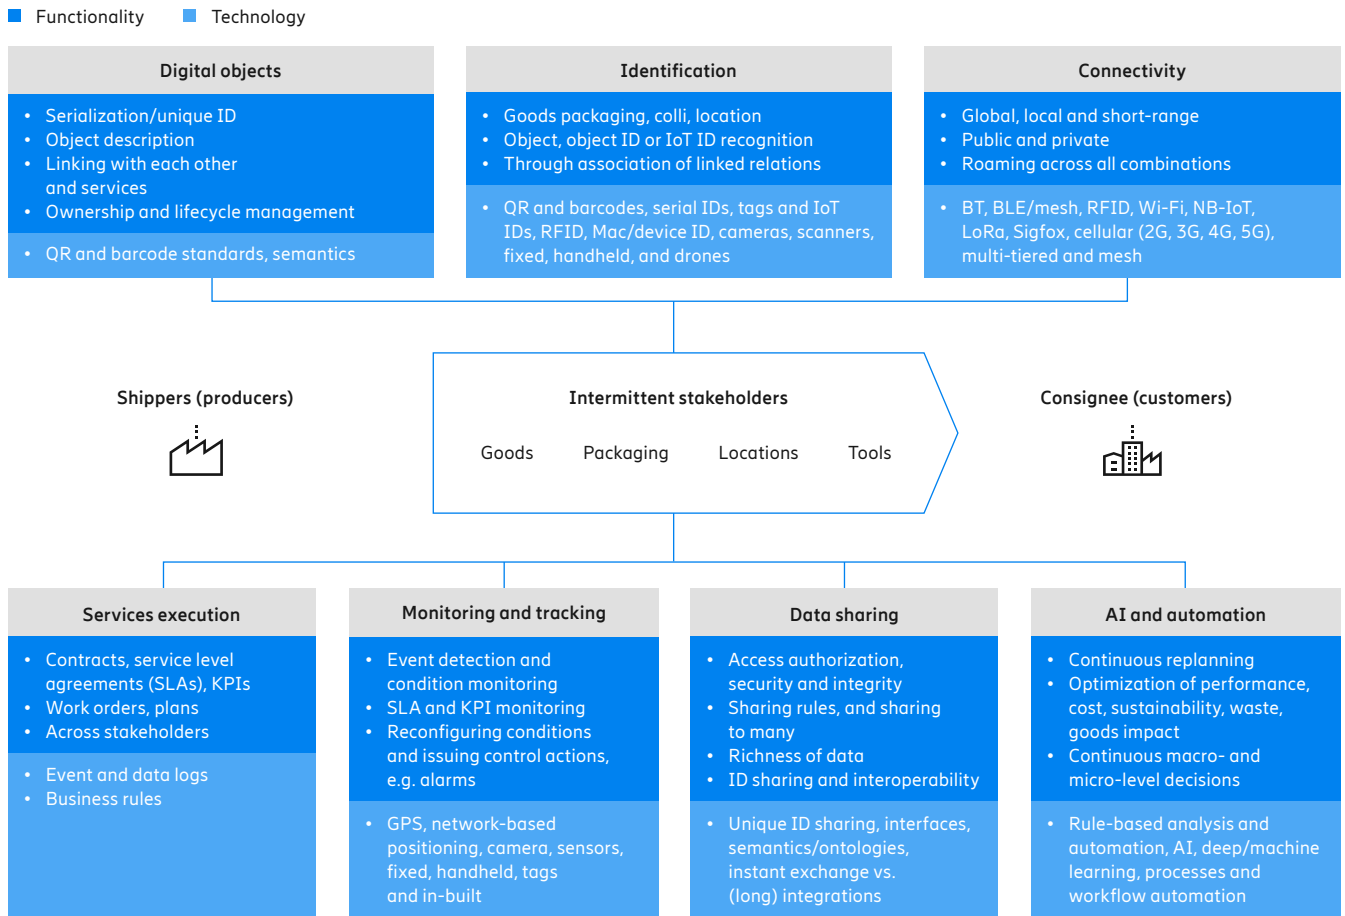 Functionality
Technology
Digital objects
• Serialization/unique ID
• Object description
• Linking with each other
and services
• Ownership and lifecycle management
• QR and barcode standards, semantics
Identification
• Goods packaging, colli, location
• Object, object ID or IoT ID recognition
• Through association of linked relations
• QR and barcodes, serial IDs, tags and IoT
IDs, RFID, Mac/device ID, cameras, scanners,
fixed, handheld, and drones
Connectivity
• Global, local and short-range
• Public and private
• Roaming across all combinations
• BT, BLE/mesh, RFID, Wi-Fi, NB-IoT,
LoRa, Sigfox, cellular (2G, 3G, 4G, 5G),
multi-tiered and mesh
Shippers (producers)
Intermittent stakeholders
Goods
Packaging
Locations
Tools
Consignee (customers)
Services execution
• Contracts, service level
agreements (SLAs), KPIs
• Work orders, plans
• Across stakeholders
• Event and data logs
• Business rules
Monitoring and tracking
• Event detection and
condition monitoring
• SLA and KPI monitoring
• Reconfiguring conditions
and issuing control actions,
e.g. alarms
• GPS, network-based
positioning, camera, sensors,
fixed, handheld, tags
and in-built
Data sharing
• Access authorization,
security and integrity
• Sharing rules, and sharing
to many
• Richness of data
• ID sharing and interoperability
• Unique ID sharing, interfaces,
semantics/ontologies,
instant exchange vs.
(long) integrations
AI and automation
• Continuous replanning
• Optimization of performance,
cost, sustainability, waste,
goods impact
• Continuous macro- and
micro-level decisions
• Rule-based analysis and
automation, AI, deep/machine
learning, processes and
workflow automation